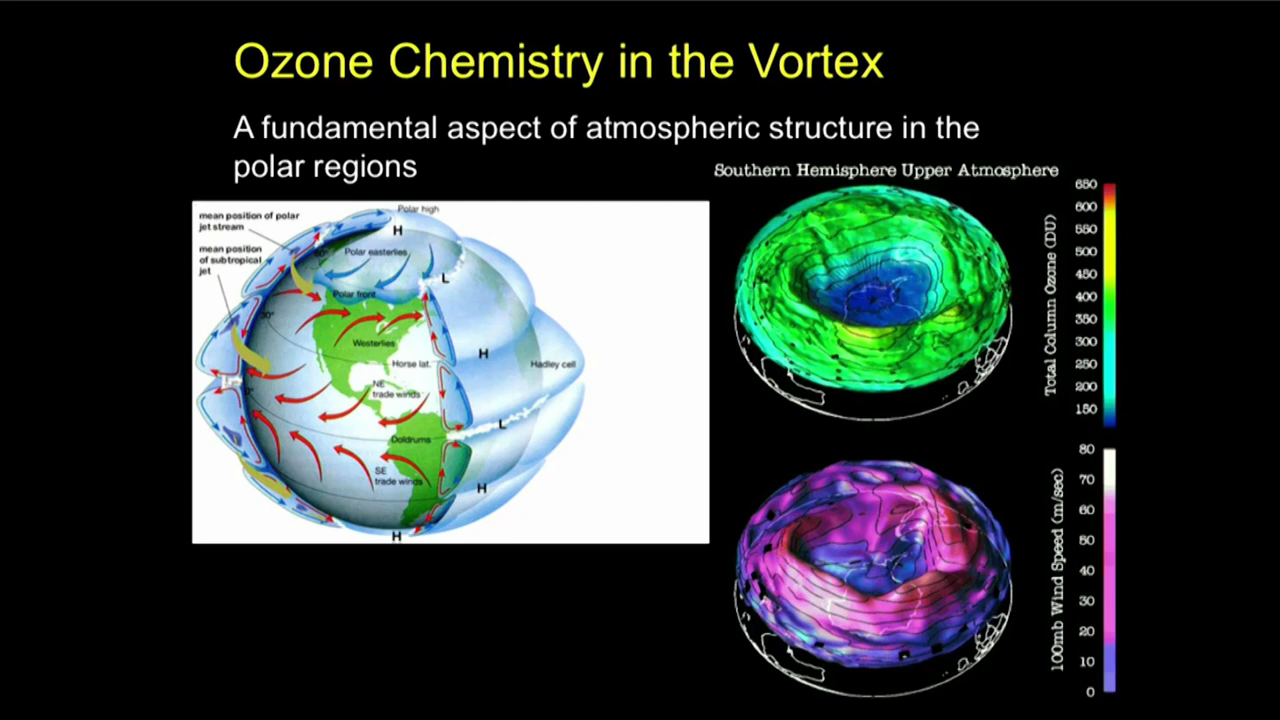 Ozone Chemistry in the Vortex
A fundamental aspect of atmospheric structure in the
polar regions
Southern Hemisphere Upper Atmosphere
mean position of polar
jet stream
mean position
of subtropical
jet
Polar high
H
60°
Polar easterlies
L
Polar front
30°
Westerlies
H
Horse lat.
Hadley cell
0°
NE
trade winds
L
Doldrums
SE
trade winds
H
H
Total Column Ozone (DU)
650
600
550
500
450
400
350
300
250
200
150
100mb Wind Speed (m/sec)
80
70
60
50
40
30
20
10
0